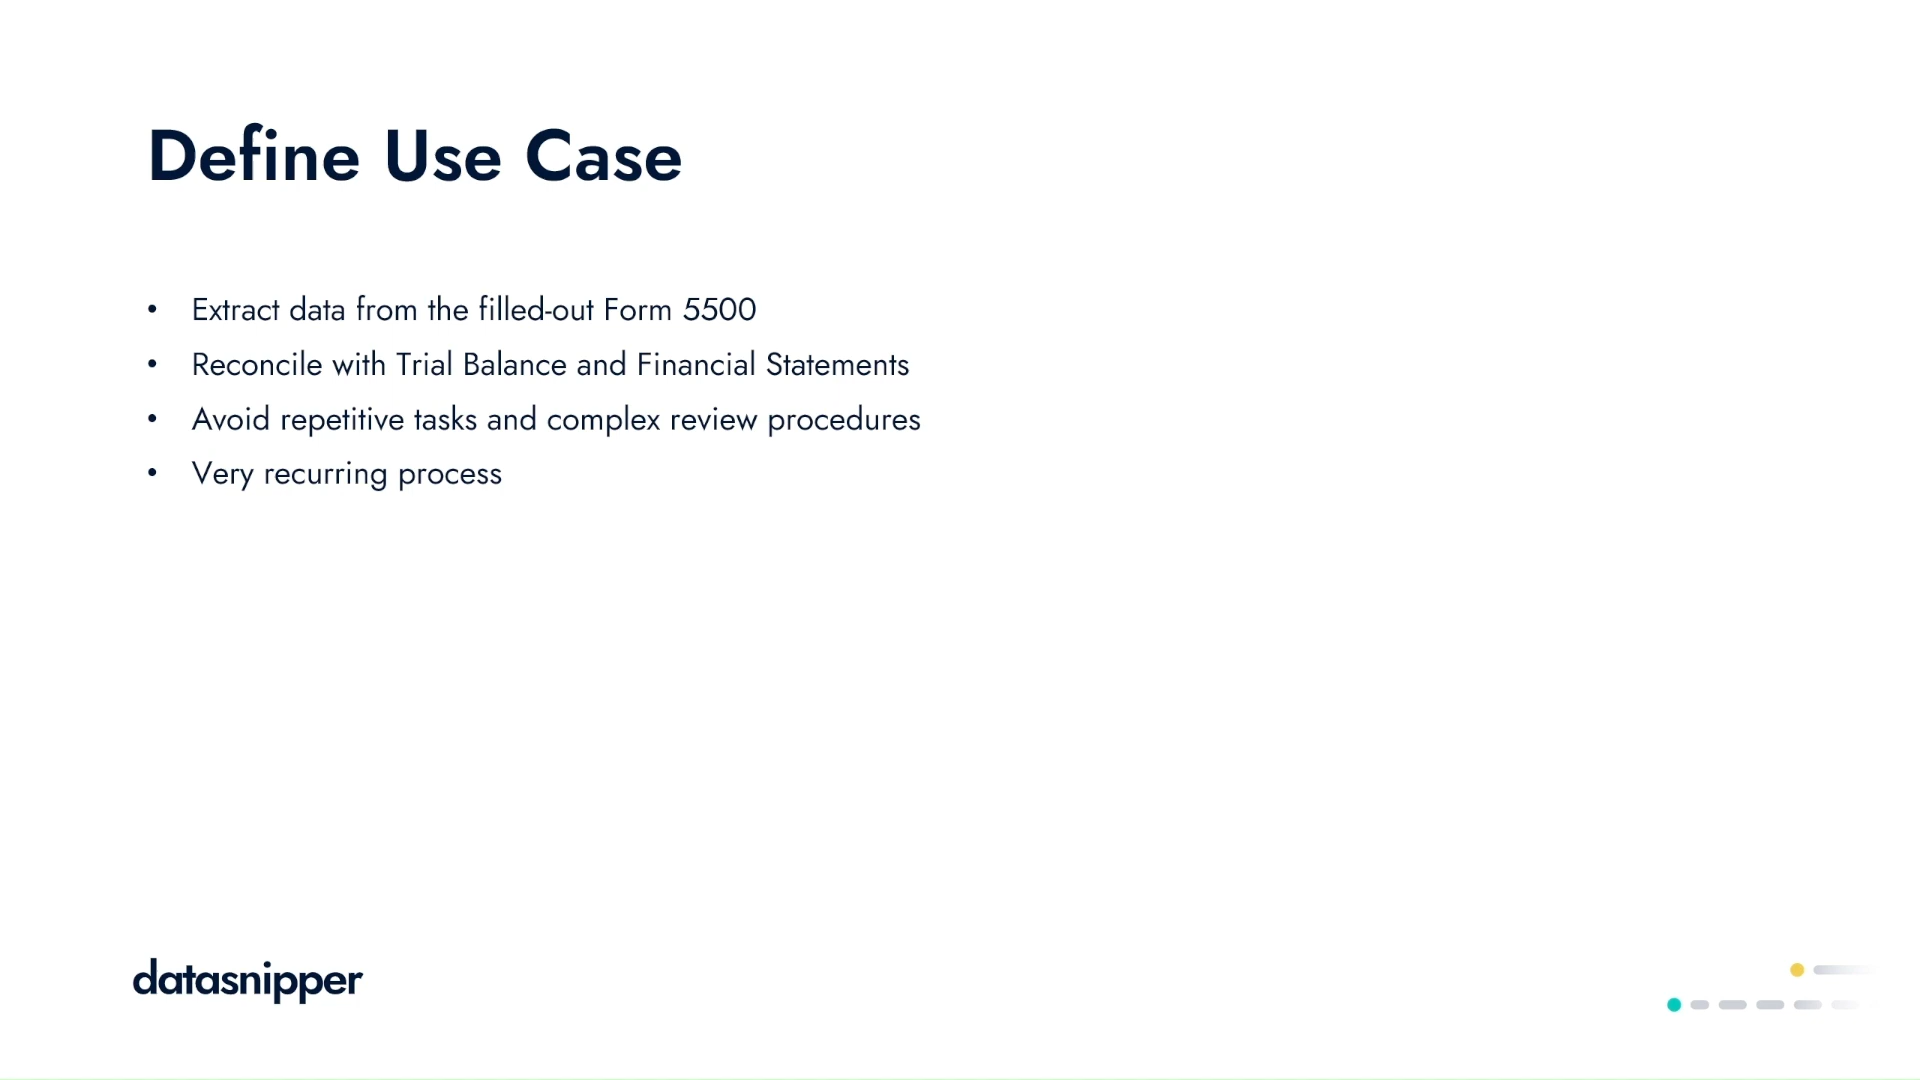 Define Use Case
• Extract data from the filled-out Form 5500
• Reconcile with Trial Balance and Financial Statements
• Avoid repetitive tasks and complex review procedures
• Very recurring process
datasnipper